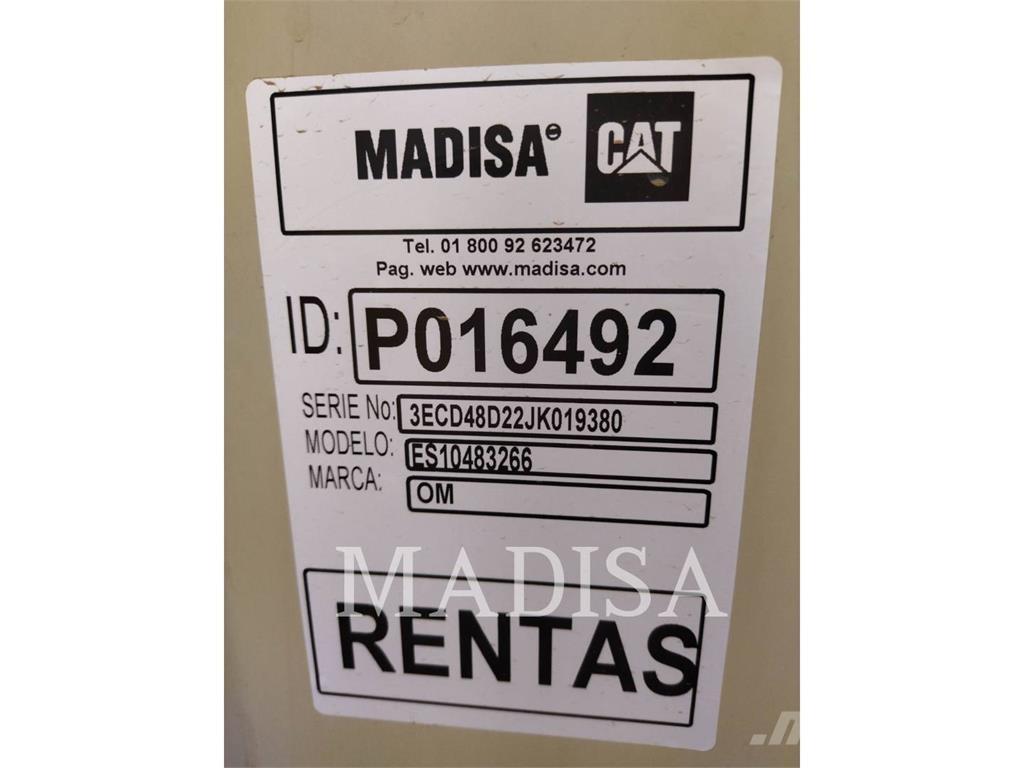 MADISA CAT
Tel. 01 800 92 623472
Pag. web www.madisa.com
ID: P016492
SERIE No: 3ECD48D22JK019380
MODELO: ES10483266
MARCA: OM
MADISA
RENTAS